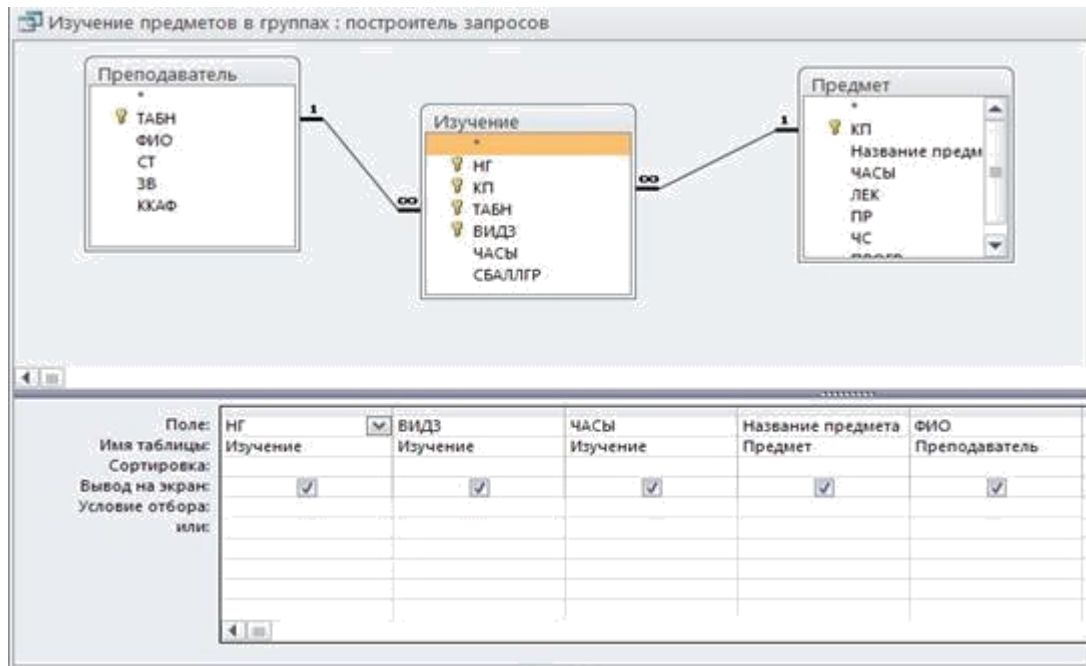 Изучение предметов в группах : построитель запросов
Преподаватель
*
ТАБН
ФИО
СТ
ЗВ
ККАФ
1
∞
Изучение
*
НГ
КП
ТАБН
ВИДЗ
ЧАСЫ
СБАЛЛГР
∞
1
Предмет
*
КП
Название предм
ЧАСЫ
ЛЕК
ПР
ЧС
Поле: НГ ВИДЗ ЧАСЫ Название предмета ФИО
Имя таблицы: Изучение Изучение Изучение Предмет Преподаватель
Сортировка:
Вывод на экран:
Условие отбора:
или: